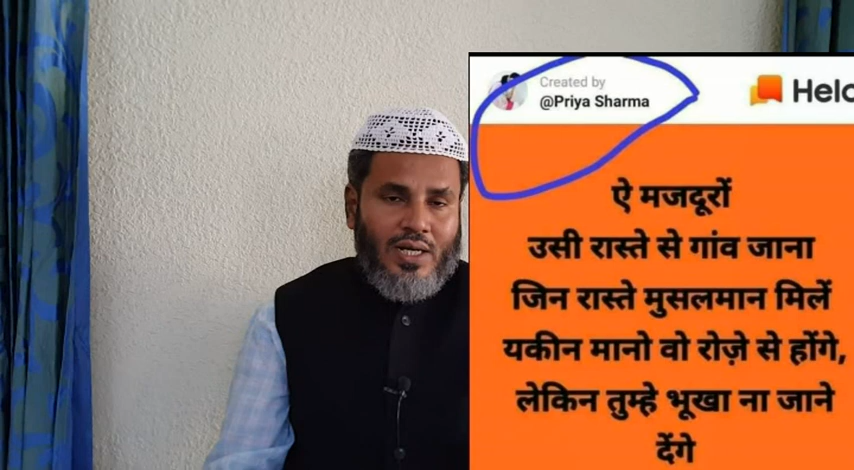 Created by
@Priya Sharma
Helo
ऐ मजदूरों
उसी रास्ते से गांव जाना
जिन रास्ते मुसलमान मिलें
यकीन मानो वो रोज़े से होंगे,
लेकिन तुम्हे भूखा ना जाने
देंगे